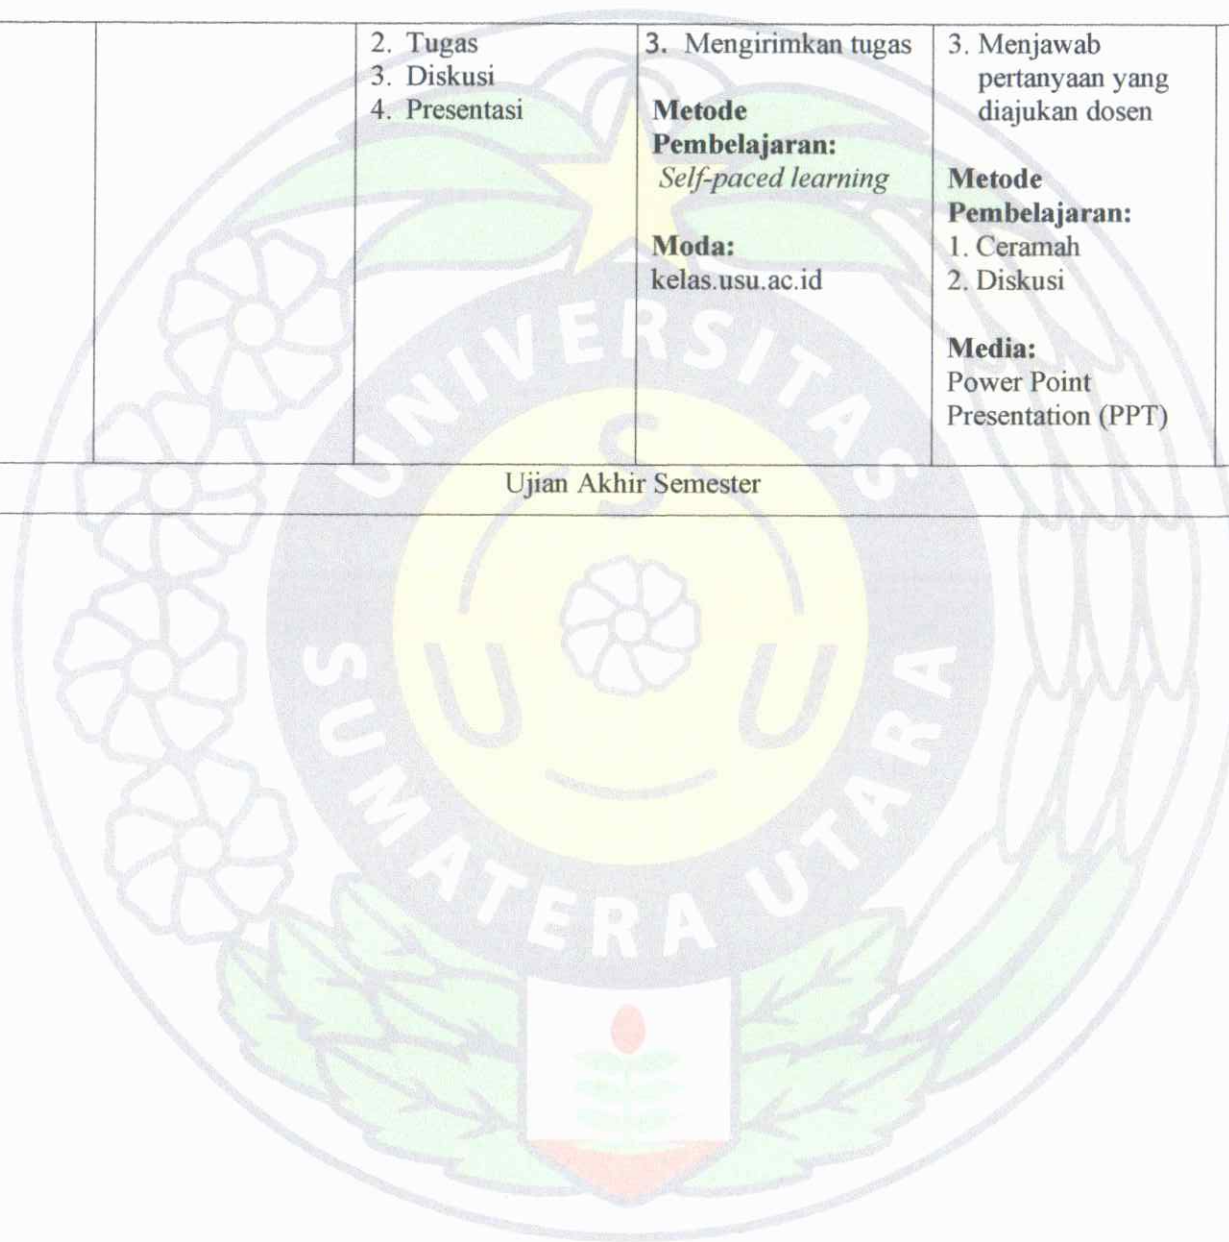 2. Tugas
3. Diskusi
4. Presentasi
3. Mengirimkan tugas
Metode
Pembelajaran:
Self-paced learning
Moda:
kelas.usu.ac.id
3. Menjawab
pertanyaan yang
diajukan dosen
Metode
Pembelajaran:
1. Ceramah
2. Diskusi
Media:
Power Point
Presentation (PPT)
Ujian Akhir Semester
UNIVERSITAS
SUMATERA UTARA
U S U